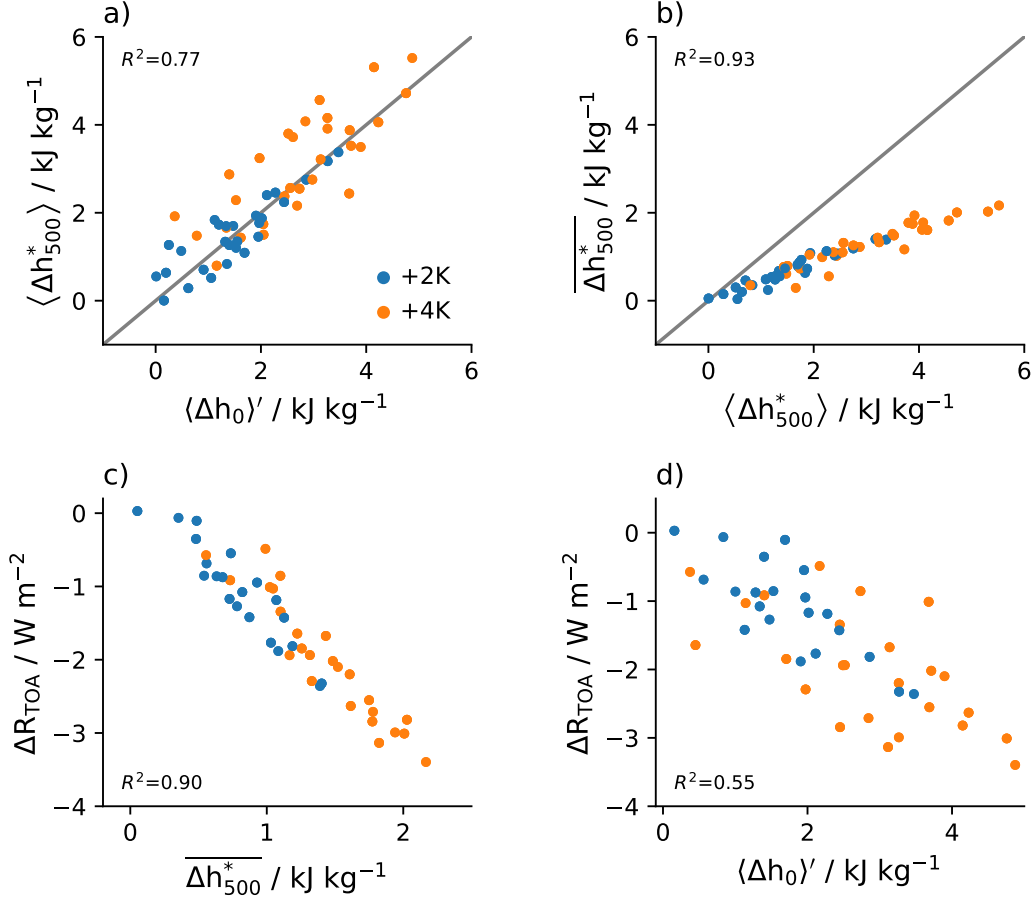 a)
R²=0.77
⟨Δh*₅₀₀⟩ / kJ kg⁻¹
6
4
2
0
+2K
+4K
0 2 4 6
⟨Δh₀⟩′ / kJ kg⁻¹
b)
R²=0.93
Δh*₅₀₀ / kJ kg⁻¹
6
4
2
0
0 2 4 6
⟨Δh*₅₀₀⟩ / kJ kg⁻¹
c)
ΔR_TOA / W m⁻²
0
−1
−2
−3
−4
R²=0.90
0 1 2
Δh*₅₀₀ / kJ kg⁻¹
d)
ΔR_TOA / W m⁻²
0
−1
−2
−3
−4
R²=0.55
0 2 4
⟨Δh₀⟩′ / kJ kg⁻¹